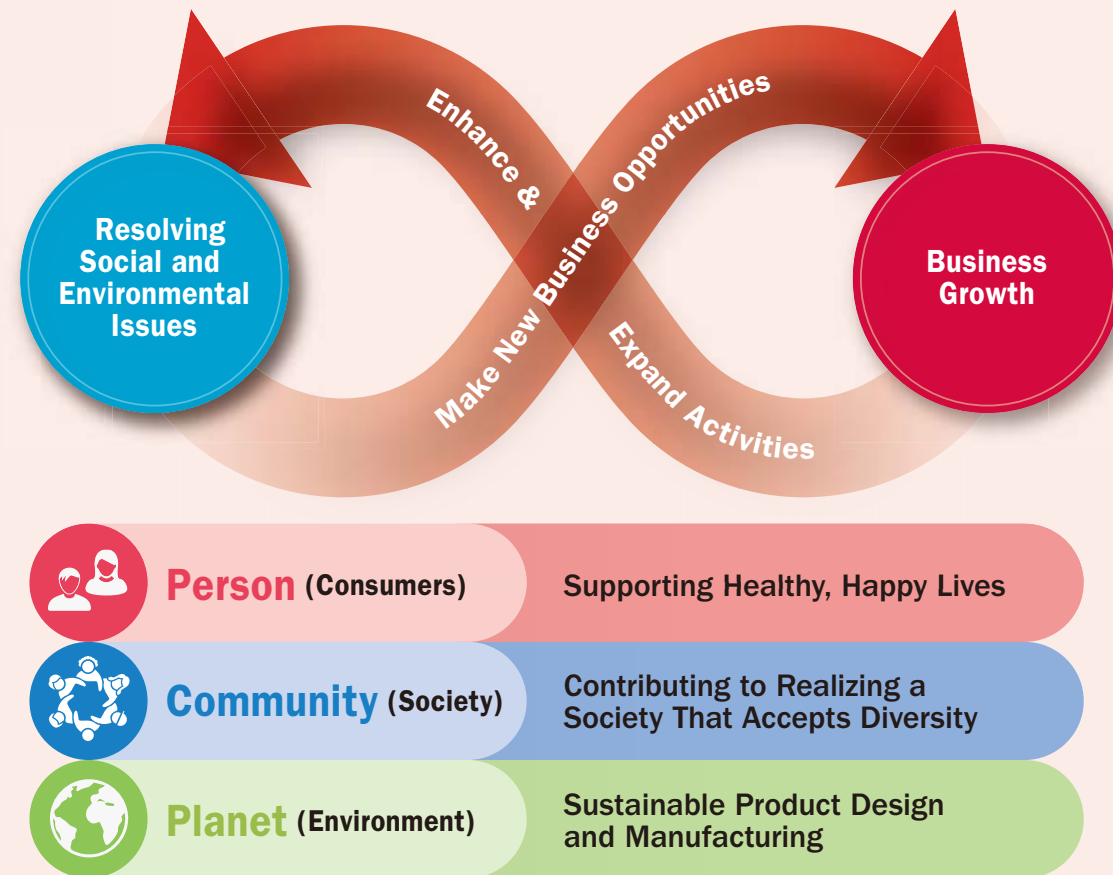 Enhance &
Expand Activities
Make New Business Opportunities
Resolving
Social and
Environmental
Issues
Business
Growth
Person (Consumers)
Supporting Healthy, Happy Lives
Community (Society)
Contributing to Realizing a
Society That Accepts Diversity
Planet (Environment)
Sustainable Product Design
and Manufacturing